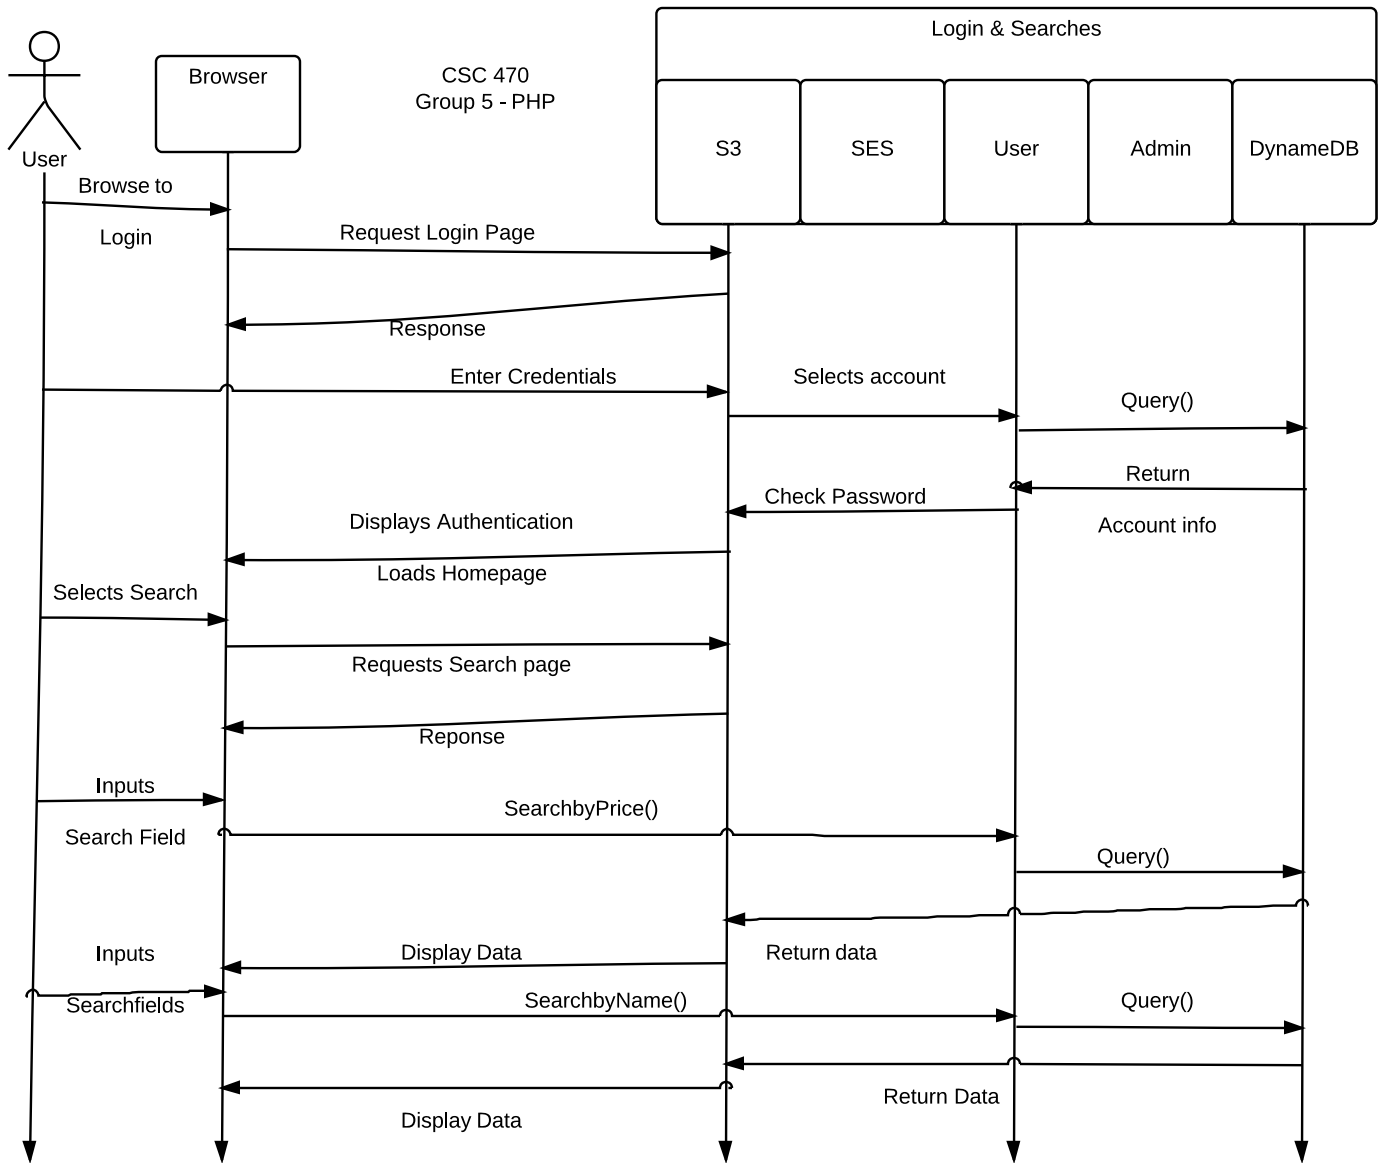 Login & Searches
Browser
CSC 470
Group 5 - PHP
S3
SES
User
Admin
DynameDB
User
Browse to
Login
Request Login Page
Response
Enter Credentials
Selects account
Query()
Return
Check Password
Account info
Displays Authentication
Loads Homepage
Selects Search
Requests Search page
Reponse
Inputs
SearchbyPrice()
Search Field
Query()
Inputs
Display Data
Return data
Searchfields
SearchbyName()
Query()
Return Data
Display Data